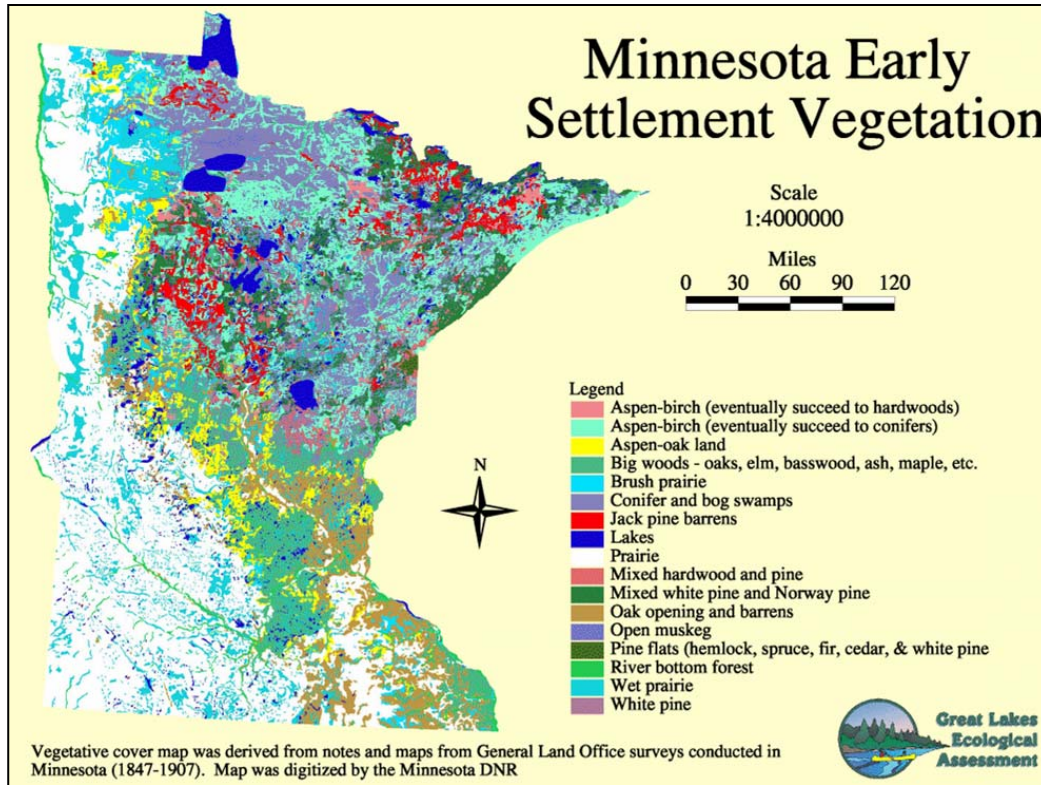 Minnesota Early
Settlement Vegetation
Scale
1:4000000
Miles
0 30 60 90 120
Legend
Aspen-birch (eventually succeed to hardwoods)
Aspen-birch (eventually succeed to conifers)
Aspen-oak land
Big woods - oaks, elm, basswood, ash, maple, etc.
Brush prairie
Conifer and bog swamps
Jack pine barrens
Lakes
Prairie
Mixed hardwood and pine
Mixed white pine and Norway pine
Oak opening and barrens
Open muskeg
Pine flats (hemlock, spruce, fir, cedar, & white pine
River bottom forest
Wet prairie
White pine
N
Vegetative cover map was derived from notes and maps from General Land Office surveys conducted in
Minnesota (1847-1907). Map was digitized by the Minnesota DNR
Great Lakes
Ecological
Assessment